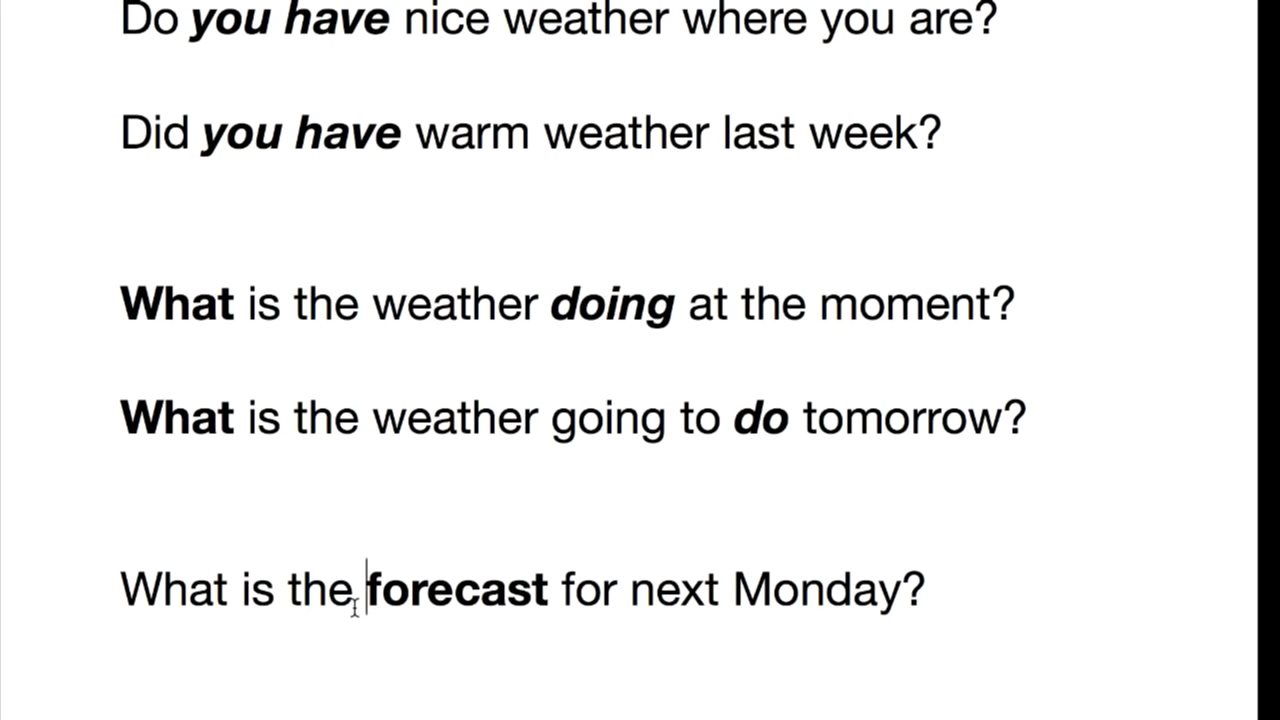 Do you have nice weather where you are?
Did you have warm weather last week?
What is the weather doing at the moment?
What is the weather going to do tomorrow?
What is the forecast for next Monday?